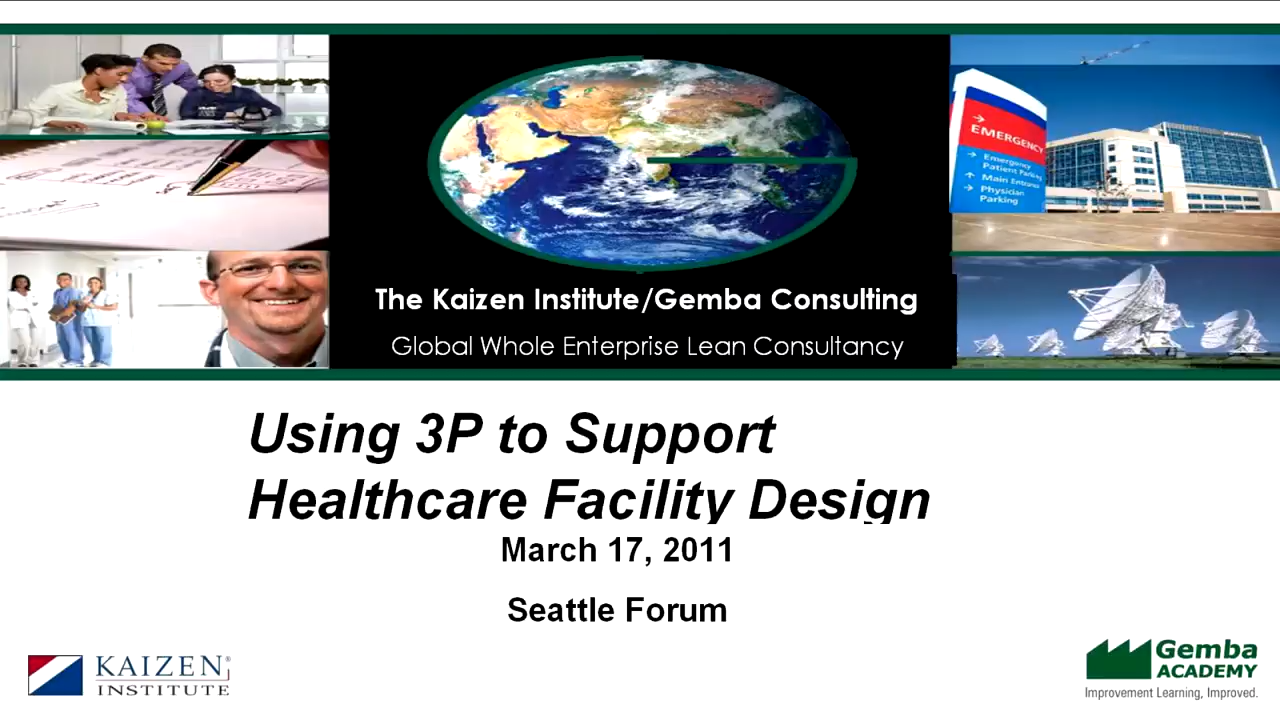 EMERGENCY
Emergency
Patient Parking
Main Entrance
Physician
Parking
The Kaizen Institute/Gemba Consulting
Global Whole Enterprise Lean Consultancy
Using 3P to Support
Healthcare Facility Design
March 17, 2011
Seattle Forum
KAIZEN®
INSTITUTE
Gemba
ACADEMY
Improvement Learning, Improved.